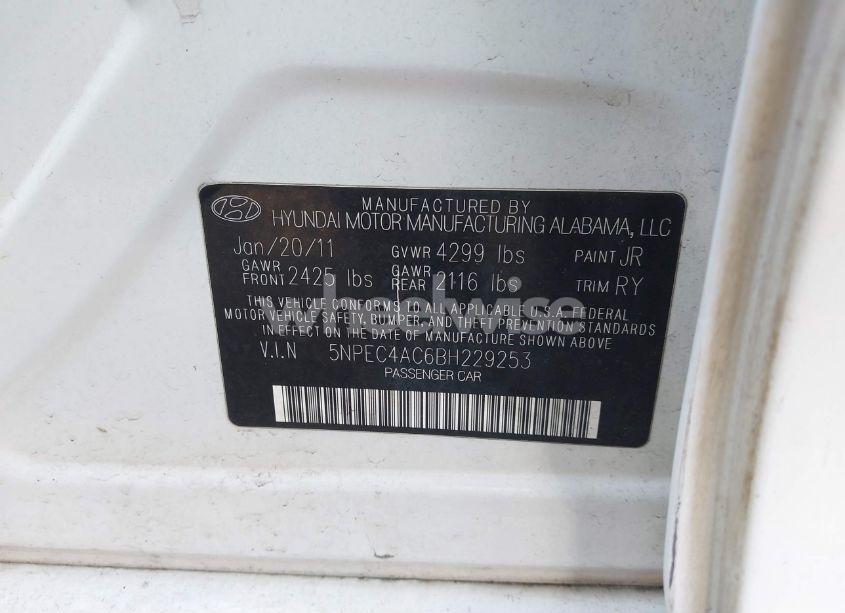 MANUFACTURED BY
HYUNDAI MOTOR MANUFACTURING ALABAMA, LLC
Jan/20/11 GVWR 4299 lbs PAINT JR
GAWR FRONT 2425 lbs GAWR REAR 2116 lbs TRIM RY
THIS VEHICLE CONFORMS TO ALL APPLICABLE U.S.A. FEDERAL
MOTOR VEHICLE SAFETY, BUMPER, AND THEFT PREVENTION STANDARDS
IN EFFECT ON THE DATE OF MANUFACTURE SHOWN ABOVE
V.I.N 5NPEC4AC6BH229253
PASSENGER CAR
wheelwise